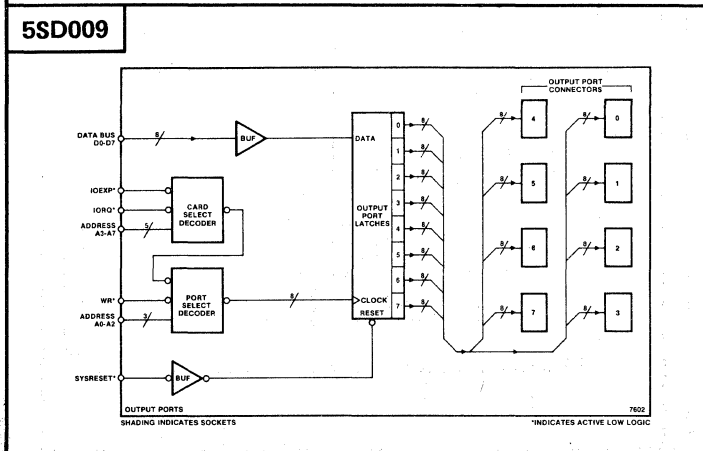 5SD009
OUTPUT PORT
CONNECTORS
DATA BUS
D0-D7
8
BUF
DATA
0
1
2
3
4
5
6
7
8
8
8
8
8
8
8
8
8
4
8
0
IOEXP*
IORQ*
ADDRESS
A3-A7
5
CARD
SELECT
DECODER
OUTPUT
PORT
LATCHES
8
5
8
1
8
6
8
2
WR*
ADDRESS
A0-A2
3
PORT
SELECT
DECODER
8
CLOCK
RESET
8
7
8
3
SYSRESET*
BUF
OUTPUT PORTS
7602
SHADING INDICATES SOCKETS
*INDICATES ACTIVE LOW LOGIC